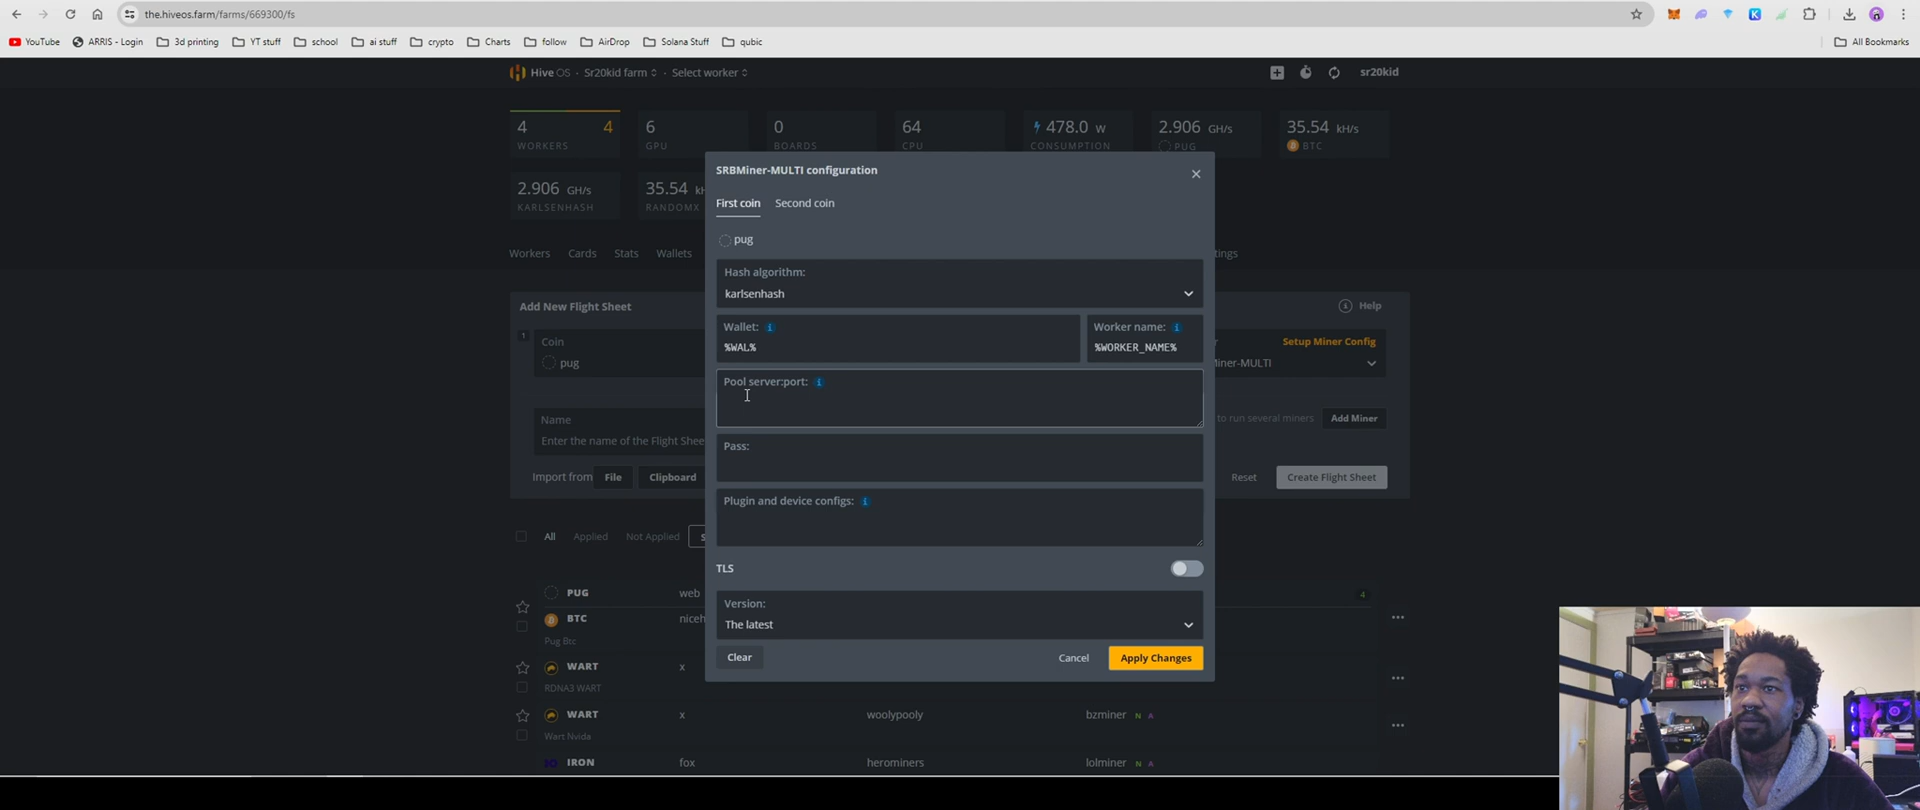 the.hiveos.farm/farms/669300/fs
YouTube ARRIS - Login 3d printing YT stuff school ai stuff crypto Charts follow AirDrop Solana Stuff qubic All Bookmarks
Hive OS · Sr20kid farm · Select worker sr20kid
4 4 6 0 64 478.0 W 2.906 GH/s 35.54 kH/s
WORKERS GPU BOARDS CPU CONSUMPTION PUG BTC
SRBMiner-MULTI configuration
2.906 GH/s 35.54 kH
KARLSENHASH RANDOMX
First coin Second coin
pug
Workers Cards Stats Wallets tings
Hash algorithm:
karlsenhash
Add New Flight Sheet Help
1
Coin
pug
Wallet:
%WAL%
Worker name:
%WORKER_NAME%
r Setup Miner Config
Miner-MULTI
Pool server:port:
Name
Enter the name of the Flight Shee
to run several miners Add Miner
Pass:
Import from File Clipboard Reset Create Flight Sheet
Plugin and device configs:
All Applied Not Applied S
TLS
PUG web 4
BTC niceh
Pug Btc
Version:
The latest
Clear Cancel Apply Changes
WART x
RDNA3 WART
WART x woolypooly bzminer N A
Wart Nvidia
IRON fox herominers lolminer N A